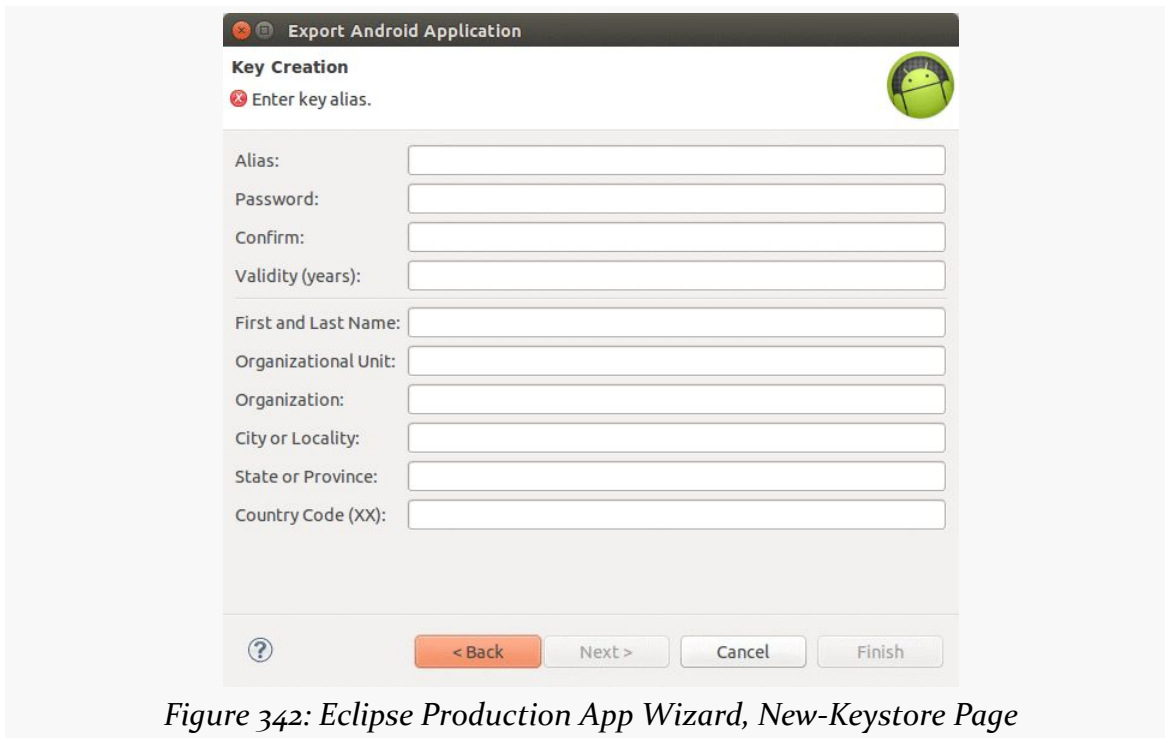 Export Android Application
Key Creation
Enter key alias.
Alias:
Password:
Confirm:
Validity (years):
First and Last Name:
Organizational Unit:
Organization:
City or Locality:
State or Province:
Country Code (XX):
?
< Back
Next >
Cancel
Finish
Figure 342: Eclipse Production App Wizard, New-Keystore Page